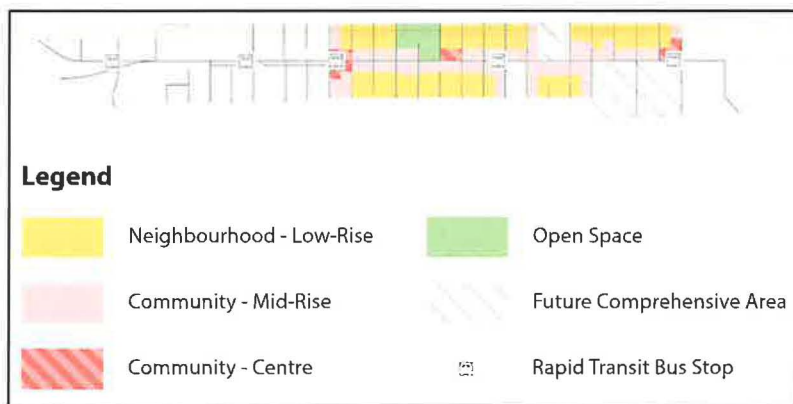 Legend
Neighbourhood - Low-Rise
Open Space
Community - Mid-Rise
Future Comprehensive Area
Community - Centre
Rapid Transit Bus Stop